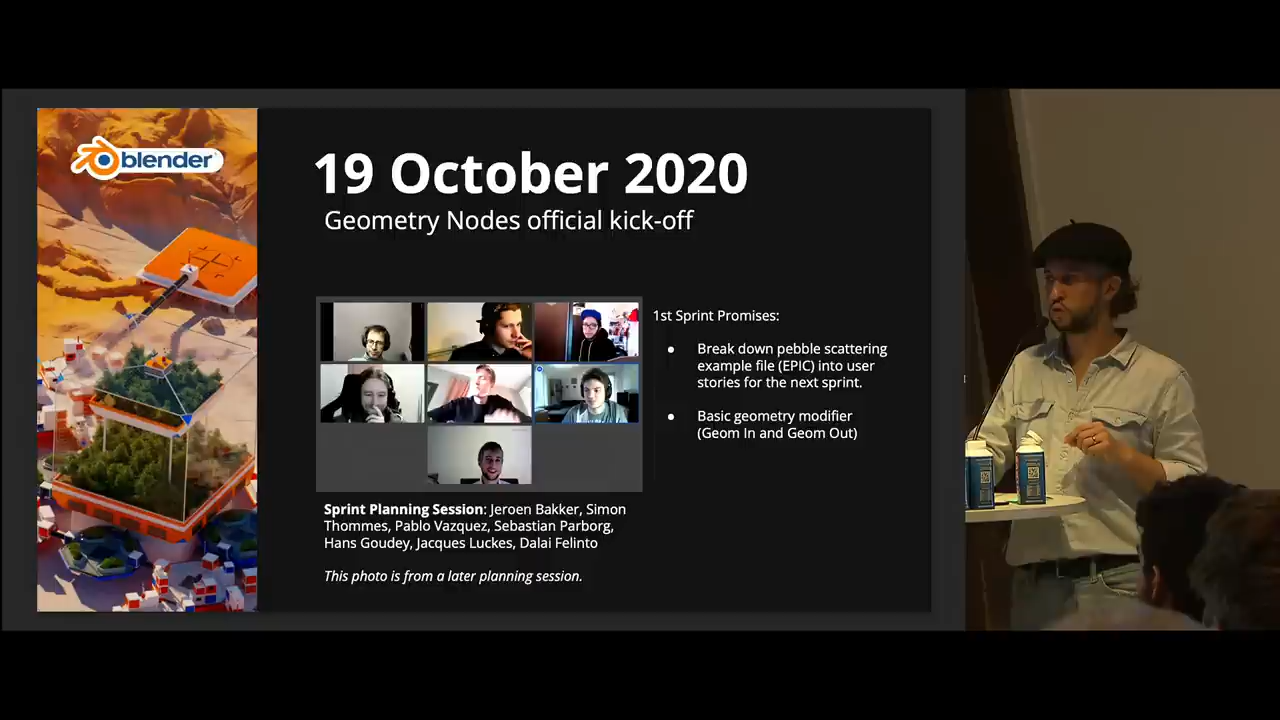 blender
19 October 2020
Geometry Nodes official kick-off
1st Sprint Promises:
Break down pebble scattering
example file (EPIC) into user
stories for the next sprint.
Basic geometry modifier
(Geom In and Geom Out)
Sprint Planning Session: Jeroen Bakker, Simon
Thommes, Pablo Vazquez, Sebastian Parborg,
Hans Goudey, Jacques Luckes, Dalai Felinto
This photo is from a later planning session.